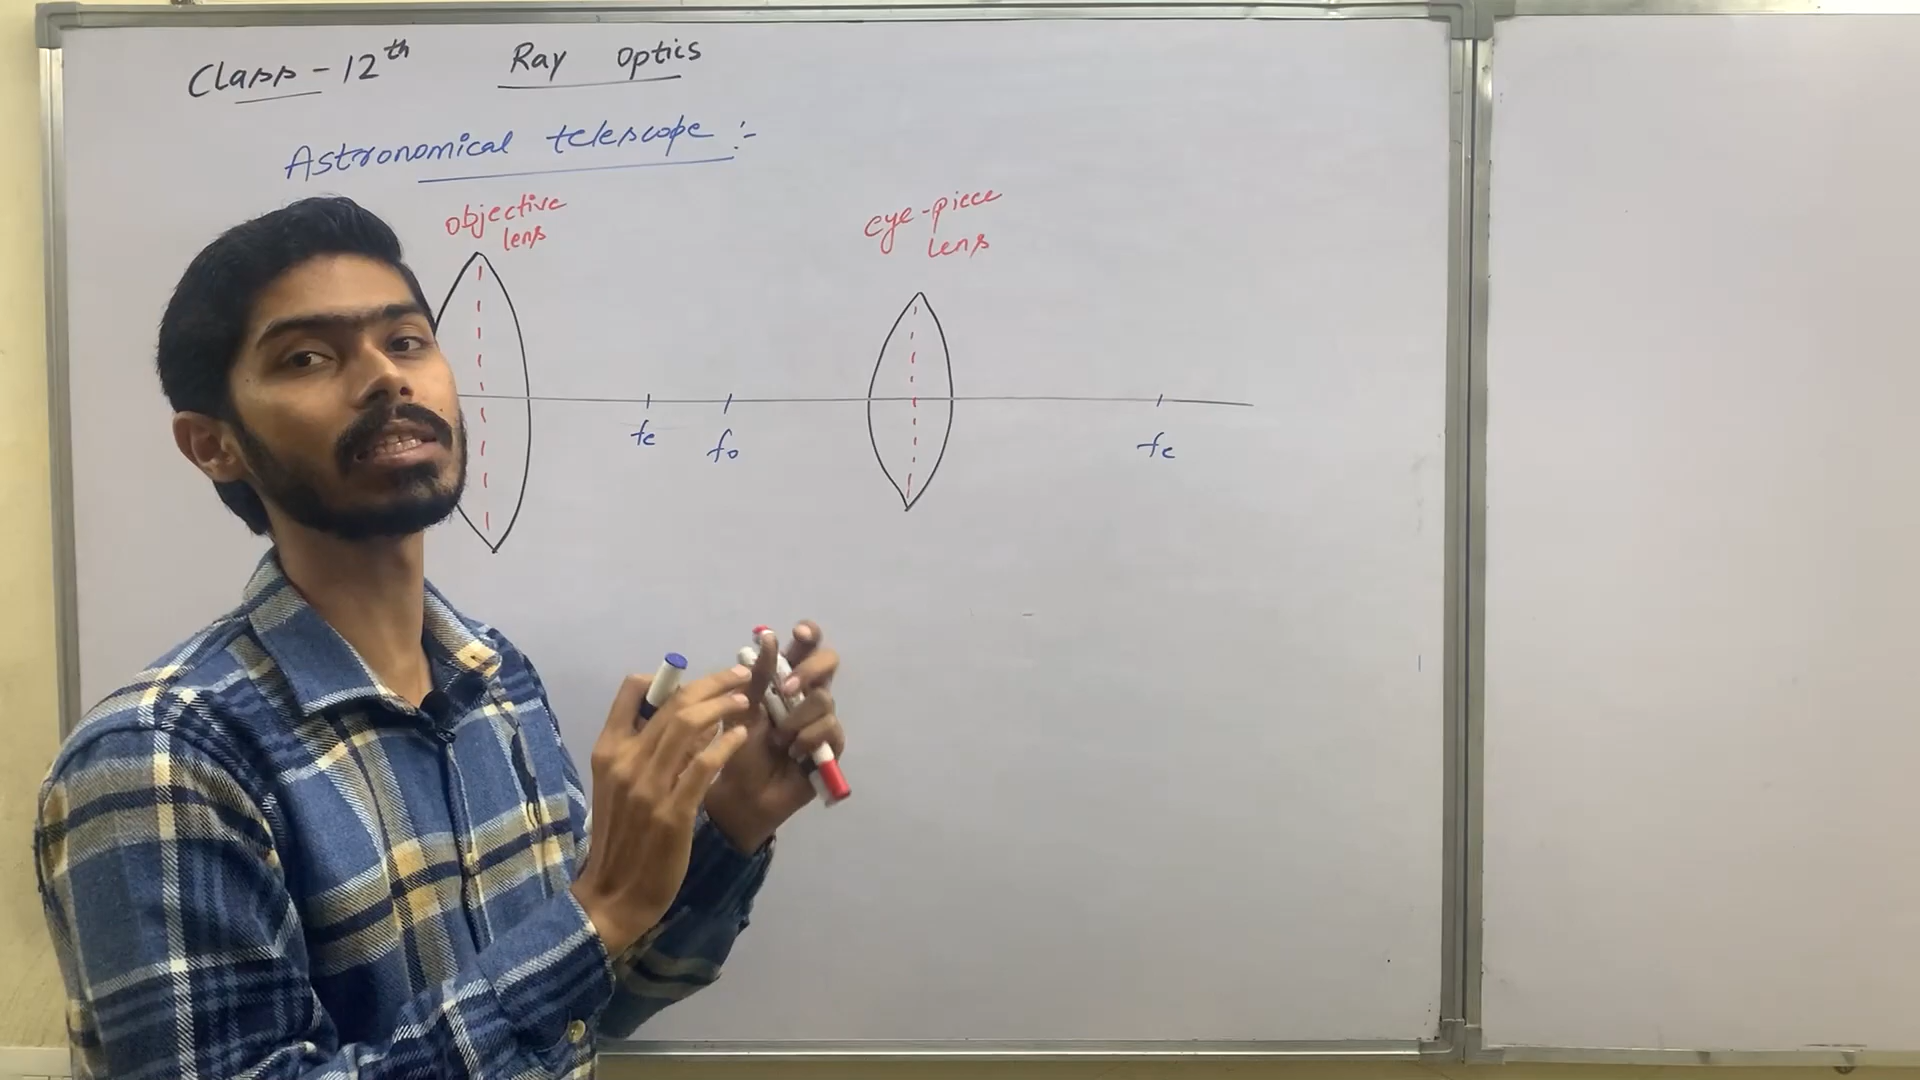 Class - 12th Ray Optics
Astronomical telescope :-
objective
lens
eye-piece
lens
fe
fo
fe